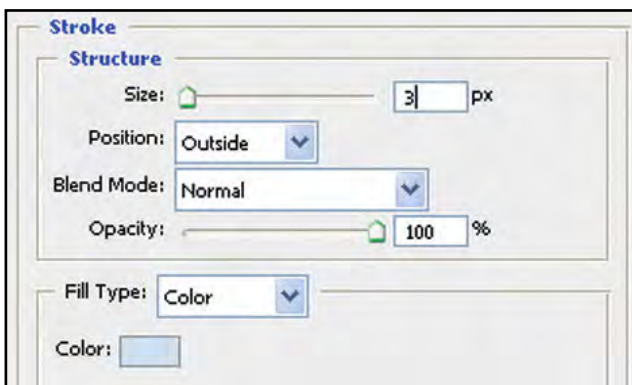 Stroke
Structure
Size: 3 px
Position: Outside
Blend Mode: Normal
Opacity: 100 %
Fill Type: Color
Color: